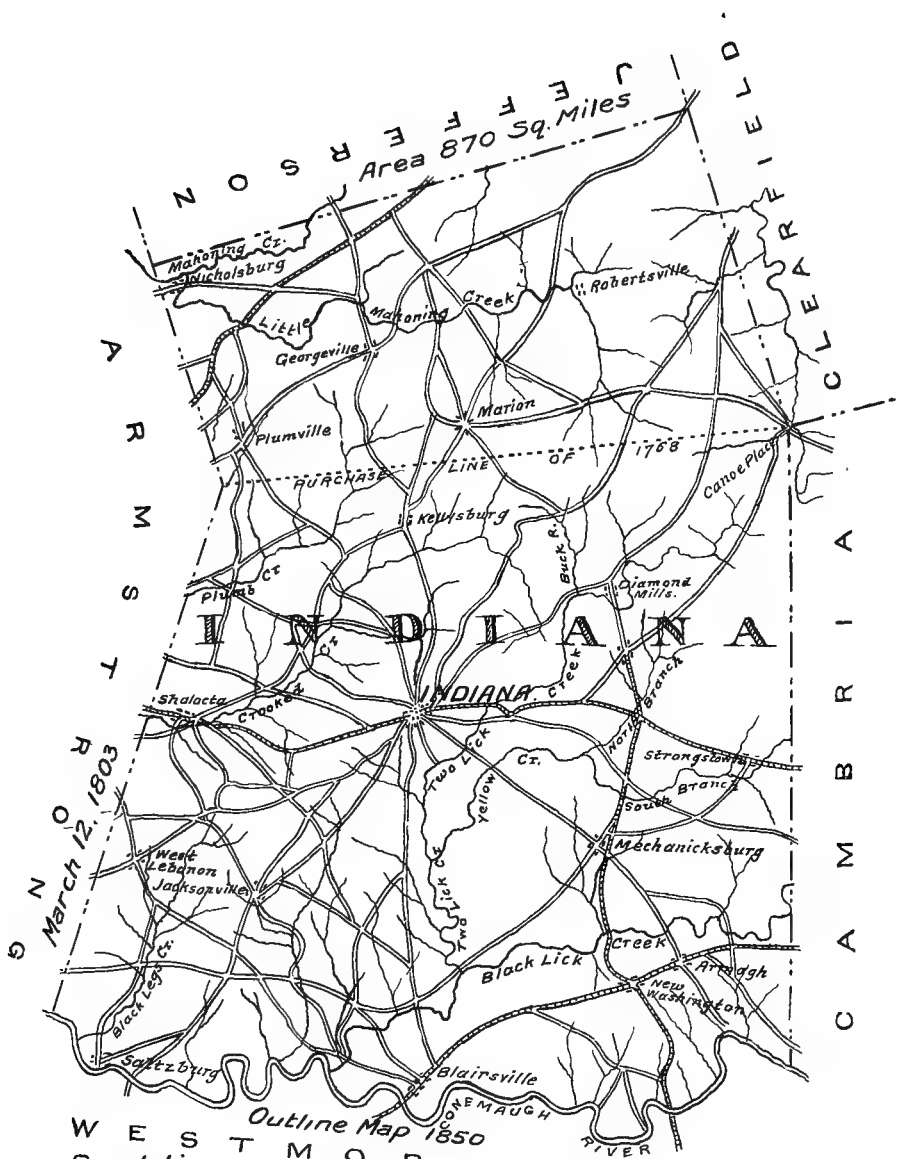 JEFFERSON
Area 870 Sq. Miles
CLEARFIELD
Mahoning Cr.
Nicholsburg
Little Mahoning Creek
Robertsville
Georgeville
Marion
Plumville
PURCHASE LINE OF 1768
Canoe Place
Kellysburg
Buck R.
ARMSTRONG
Plumb Cr
Diamond
Mills.
INDIANA
Cr
Creek
INDIANA
Shalocta
Crooked
North Branch
Two Lick
Yellow Cr.
Strongstown
South Branch
Mechanicksburg
March 12, 1803
West
Lebanon
Jacksonville
Two Lick Cr
CAMBRIA
Black Lick Creek
Armagh
New
Washington
Black Legs Cr.
Saltzburg
Blairsville
CONEMAUGH RIVER
Outline Map 1850
WESTMOR